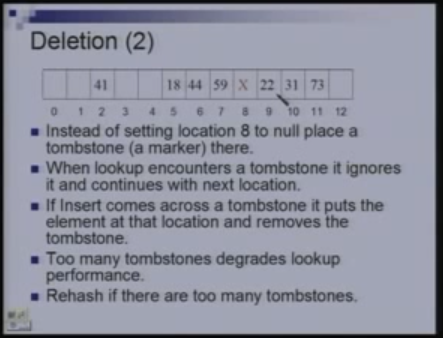 Deletion (2)
41 18 44 59 X 22 31 73
0 1 2 3 4 5 6 7 8 9 10 11 12
Instead of setting location 8 to null place a
tombstone (a marker) there.
When lookup encounters a tombstone it ignores
it and continues with next location.
If Insert comes across a tombstone it puts the
element at that location and removes the
tombstone.
Too many tombstones degrades lookup
performance.
Rehash if there are too many tombstones.